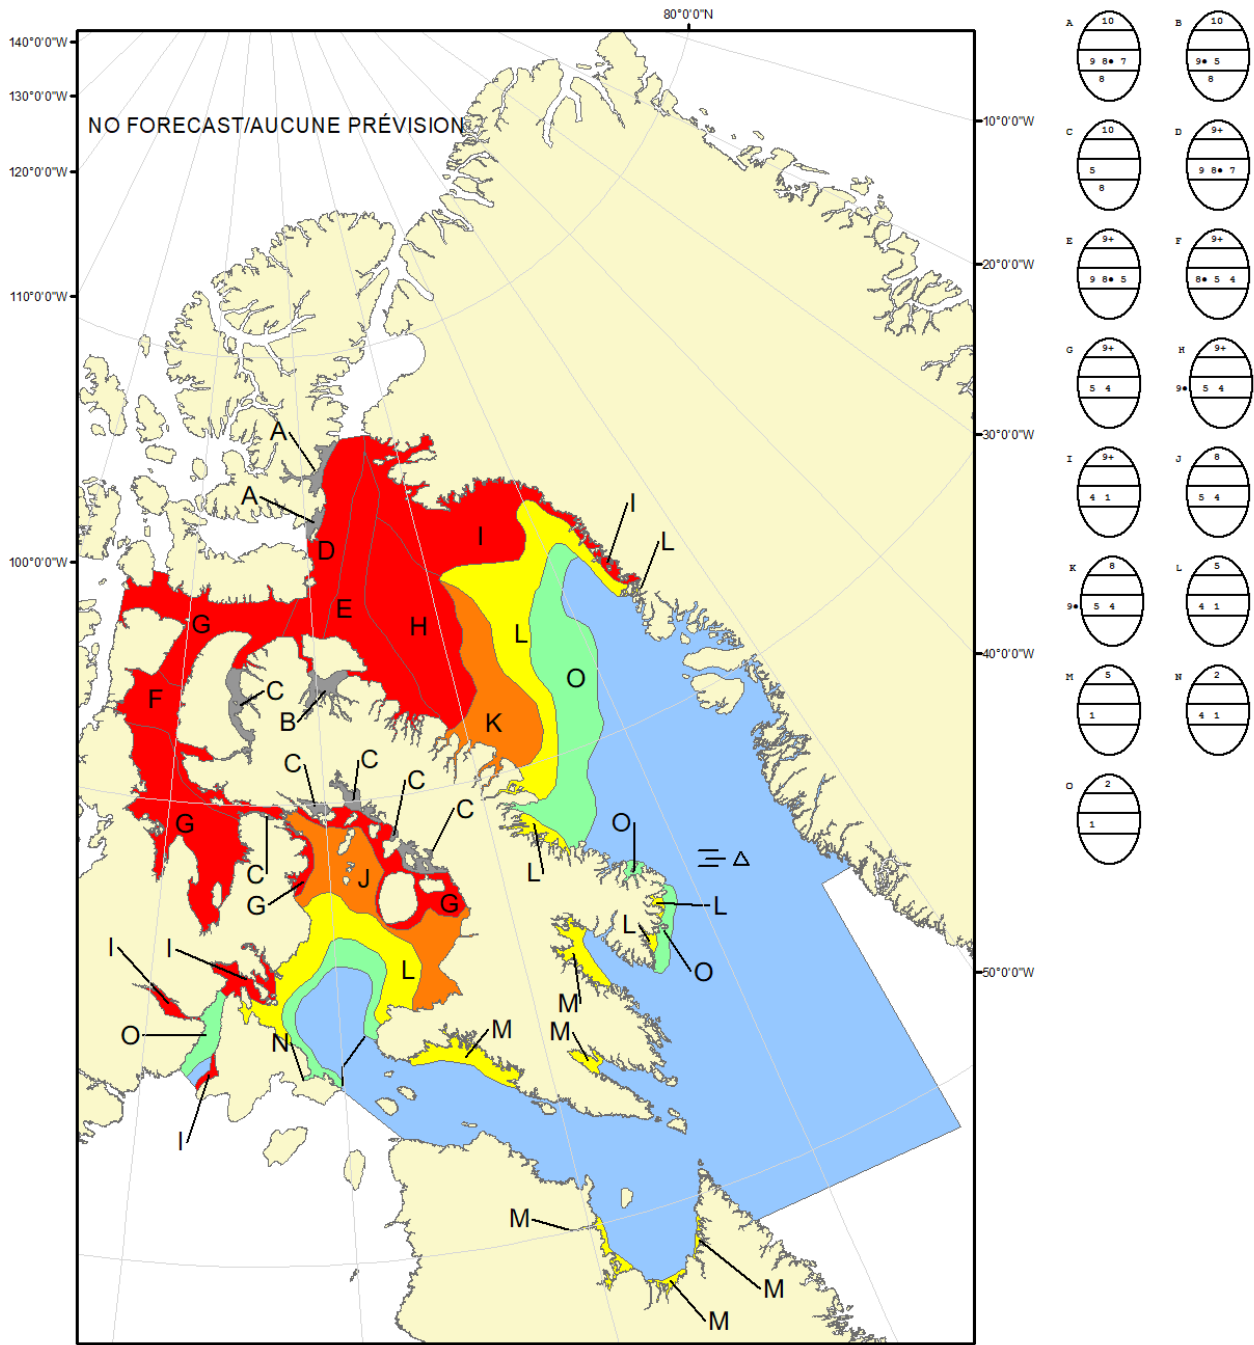 80°0'0"N
140°0'0"W
130°0'0"W
120°0'0"W
110°0'0"W
100°0'0"W
10°0'0"W
20°0'0"W
30°0'0"W
40°0'0"W
50°0'0"W
NO FORECAST/AUCUNE PRÉVISION
A
A
D
I
I
L
G
E
H
L
O
F
C
B
K
C
C
C
C
G
O
C
L
J
G
G
L
L
I
I
L
O
M
O
N
M
M
I
M
M
M
A
10
9 8• 7
8
B
10
9• 5
8
C
10
5
8
D
9+
9 8• 7
E
9+
9 8• 5
F
9+
8• 5 4
G
9+
5 4
H
9+
9• 5 4
I
9+
4 1
J
8
5 4
K
8
9• 5 4
L
5
4 1
M
5
1
N
2
4 1
O
2
1